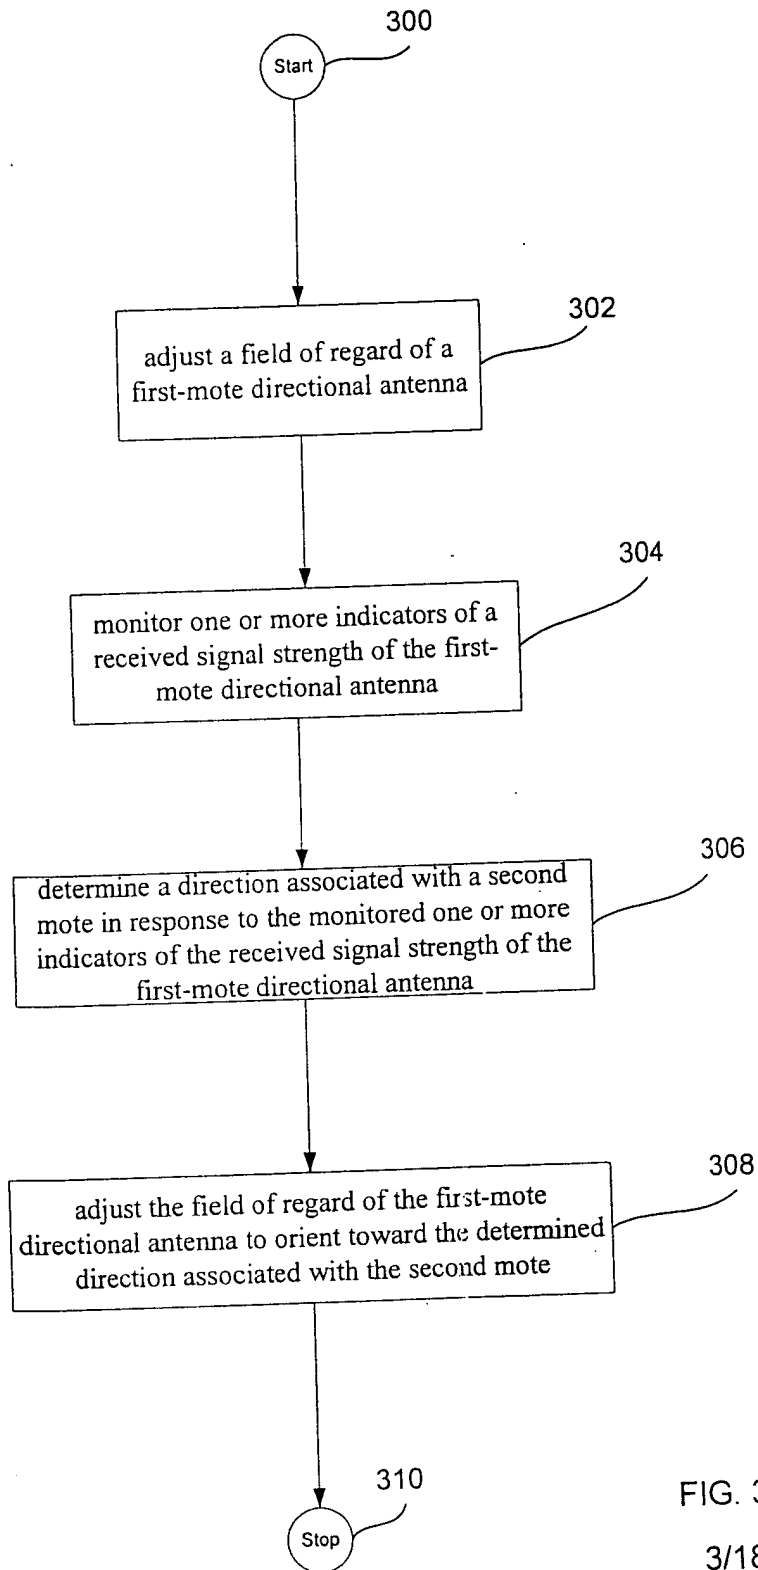 300
Start
302
adjust a field of regard of a
first-mote directional antenna
304
monitor one or more indicators of a
received signal strength of the first-
mote directional antenna
306
determine a direction associated with a second
mote in response to the monitored one or more
indicators of the received signal strength of the
first-mote directional antenna
308
adjust the field of regard of the first-mote
directional antenna to orient toward the determined
direction associated with the second mote
310
Stop
FIG. 3
3/18